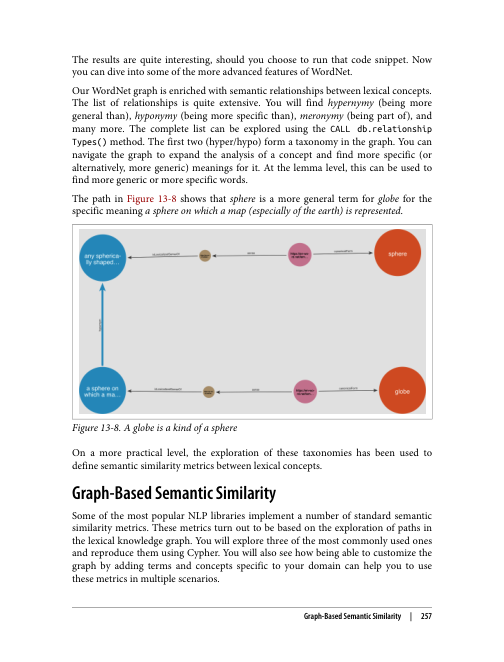 The results are quite interesting, should you choose to run that code snippet. Now
you can dive into some of the more advanced features of WordNet.
Our WordNet graph is enriched with semantic relationships between lexical concepts.
The list of relationships is quite extensive. You will find hypernymy (being more
general than), hyponymy (being more specific than), meronymy (being part of), and
many more. The complete list can be explored using the CALL db.relationship
Types() method. The first two (hyper/hypo) form a taxonomy in the graph. You can
navigate the graph to expand the analysis of a concept and find more specific (or
alternatively, more generic) meanings for it. At the lemma level, this can be used to
find more generic or more specific words.
The path in Figure 13-8 shows that sphere is a more general term for globe for the
specific meaning a sphere on which a map (especially of the earth) is represented.
any spherica-
lly shaped...
sphere
a sphere on
which a ma...
globe
Figure 13-8. A globe is a kind of a sphere
On a more practical level, the exploration of these taxonomies has been used to
define semantic similarity metrics between lexical concepts.
Graph-Based Semantic Similarity
Some of the most popular NLP libraries implement a number of standard semantic
similarity metrics. These metrics turn out to be based on the exploration of paths in
the lexical knowledge graph. You will explore three of the most commonly used ones
and reproduce them using Cypher. You will also see how being able to customize the
graph by adding terms and concepts specific to your domain can help you to use
these metrics in multiple scenarios.
Graph-Based Semantic Similarity | 257